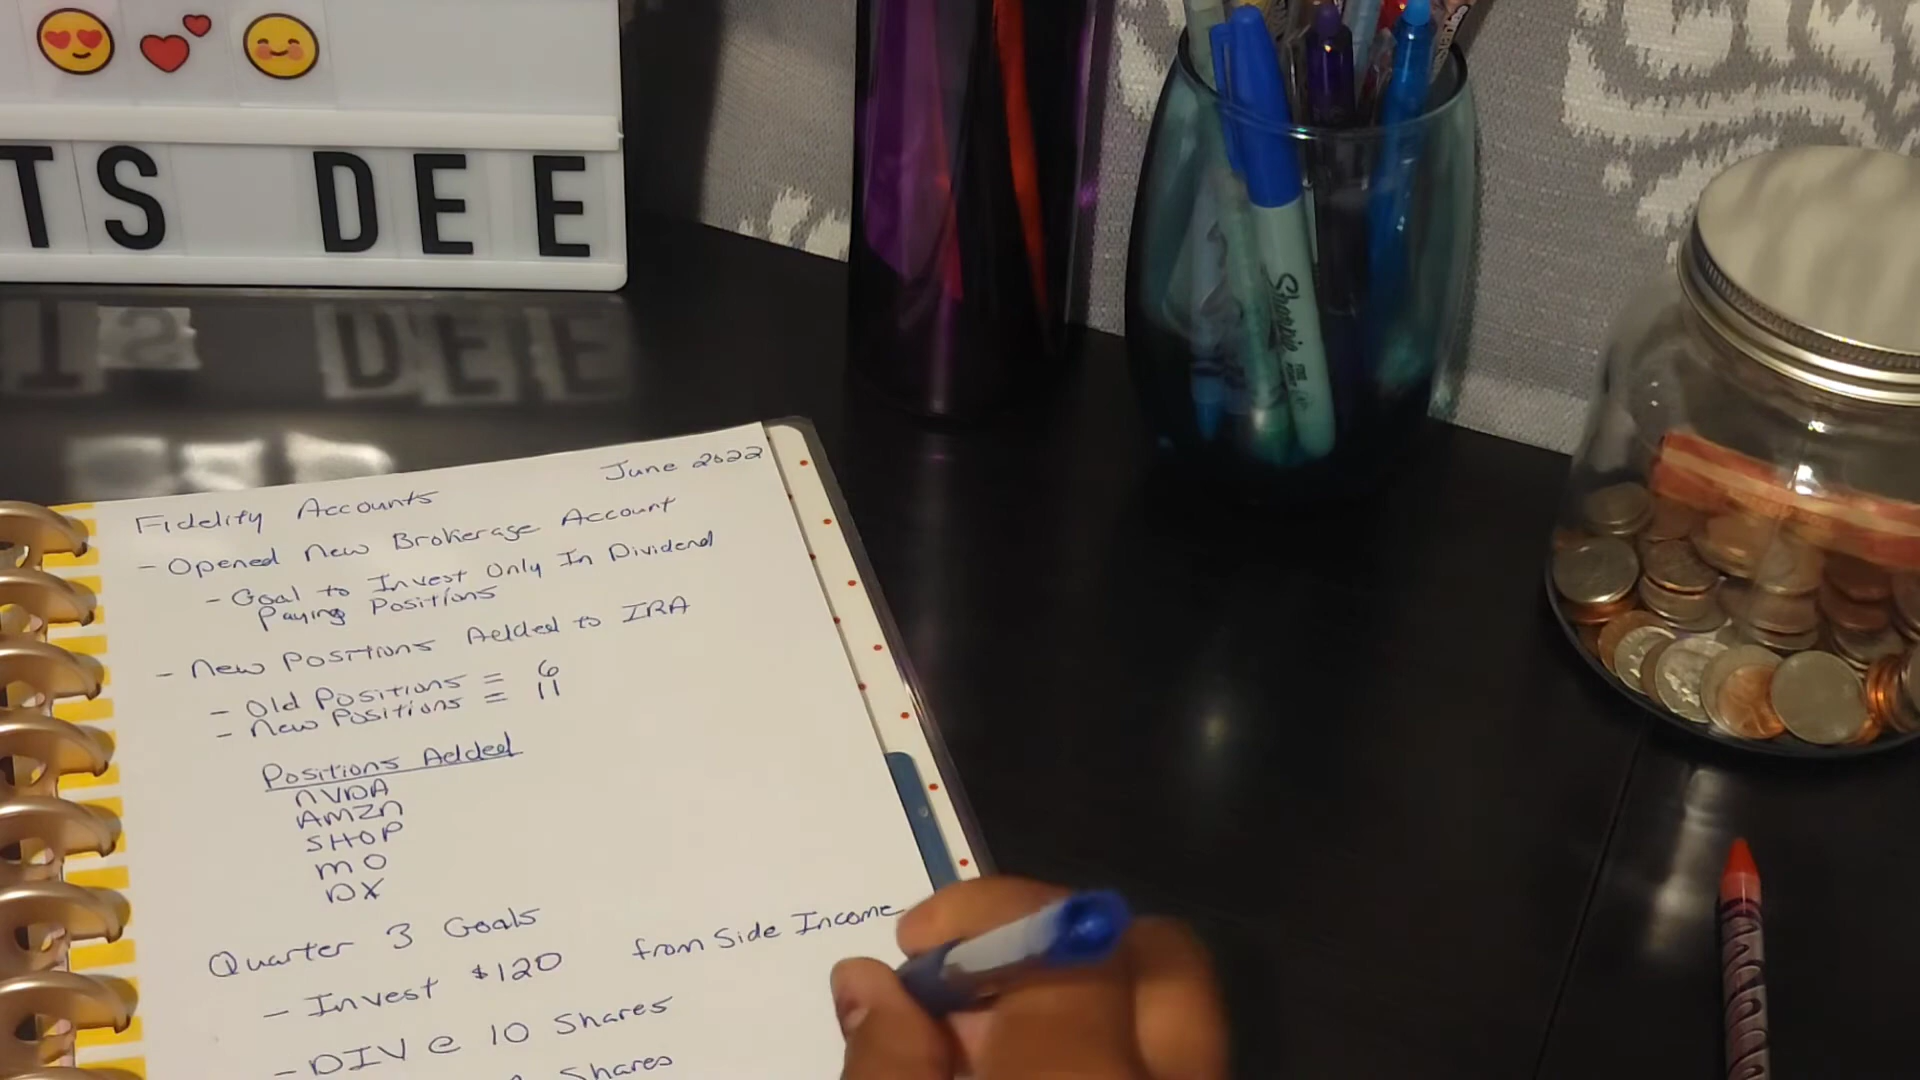 TS DEE
Sharpie
June 2022
Fidelity Accounts
- Opened New Brokerage Account
- Goal to Invest Only In Dividend
Paying Positions
- New Positions Added to IRA
- Old Positions = 6
- New Positions = 11
Positions Added
NVDA
AMZN
SHOP
MO
DX
Quarter 3 Goals
- Invest $120 from Side Income
- DIV @ 10 Shares
Shares